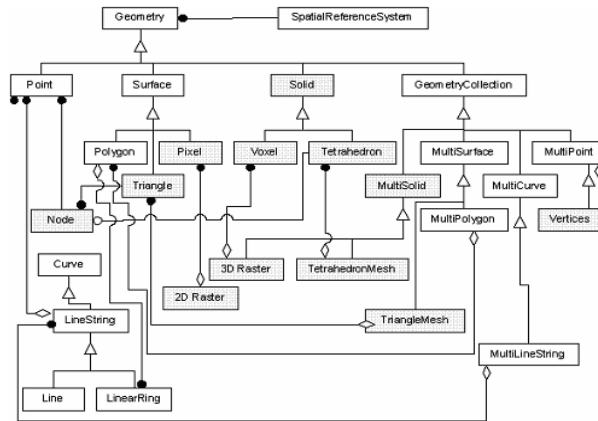 Geometry
SpatialReferenceSystem
Point
Surface
Solid
GeometryCollection
Polygon
Pixel
Voxel
Tetrahedron
MultiSurface
MultiPoint
Triangle
MultiSolid
MultiCurve
Node
MultiPolygon
Vertices
Curve
3D Raster
TetrahedronMesh
2D Raster
LineString
TriangleMesh
MultiLineString
Line
LinearRing